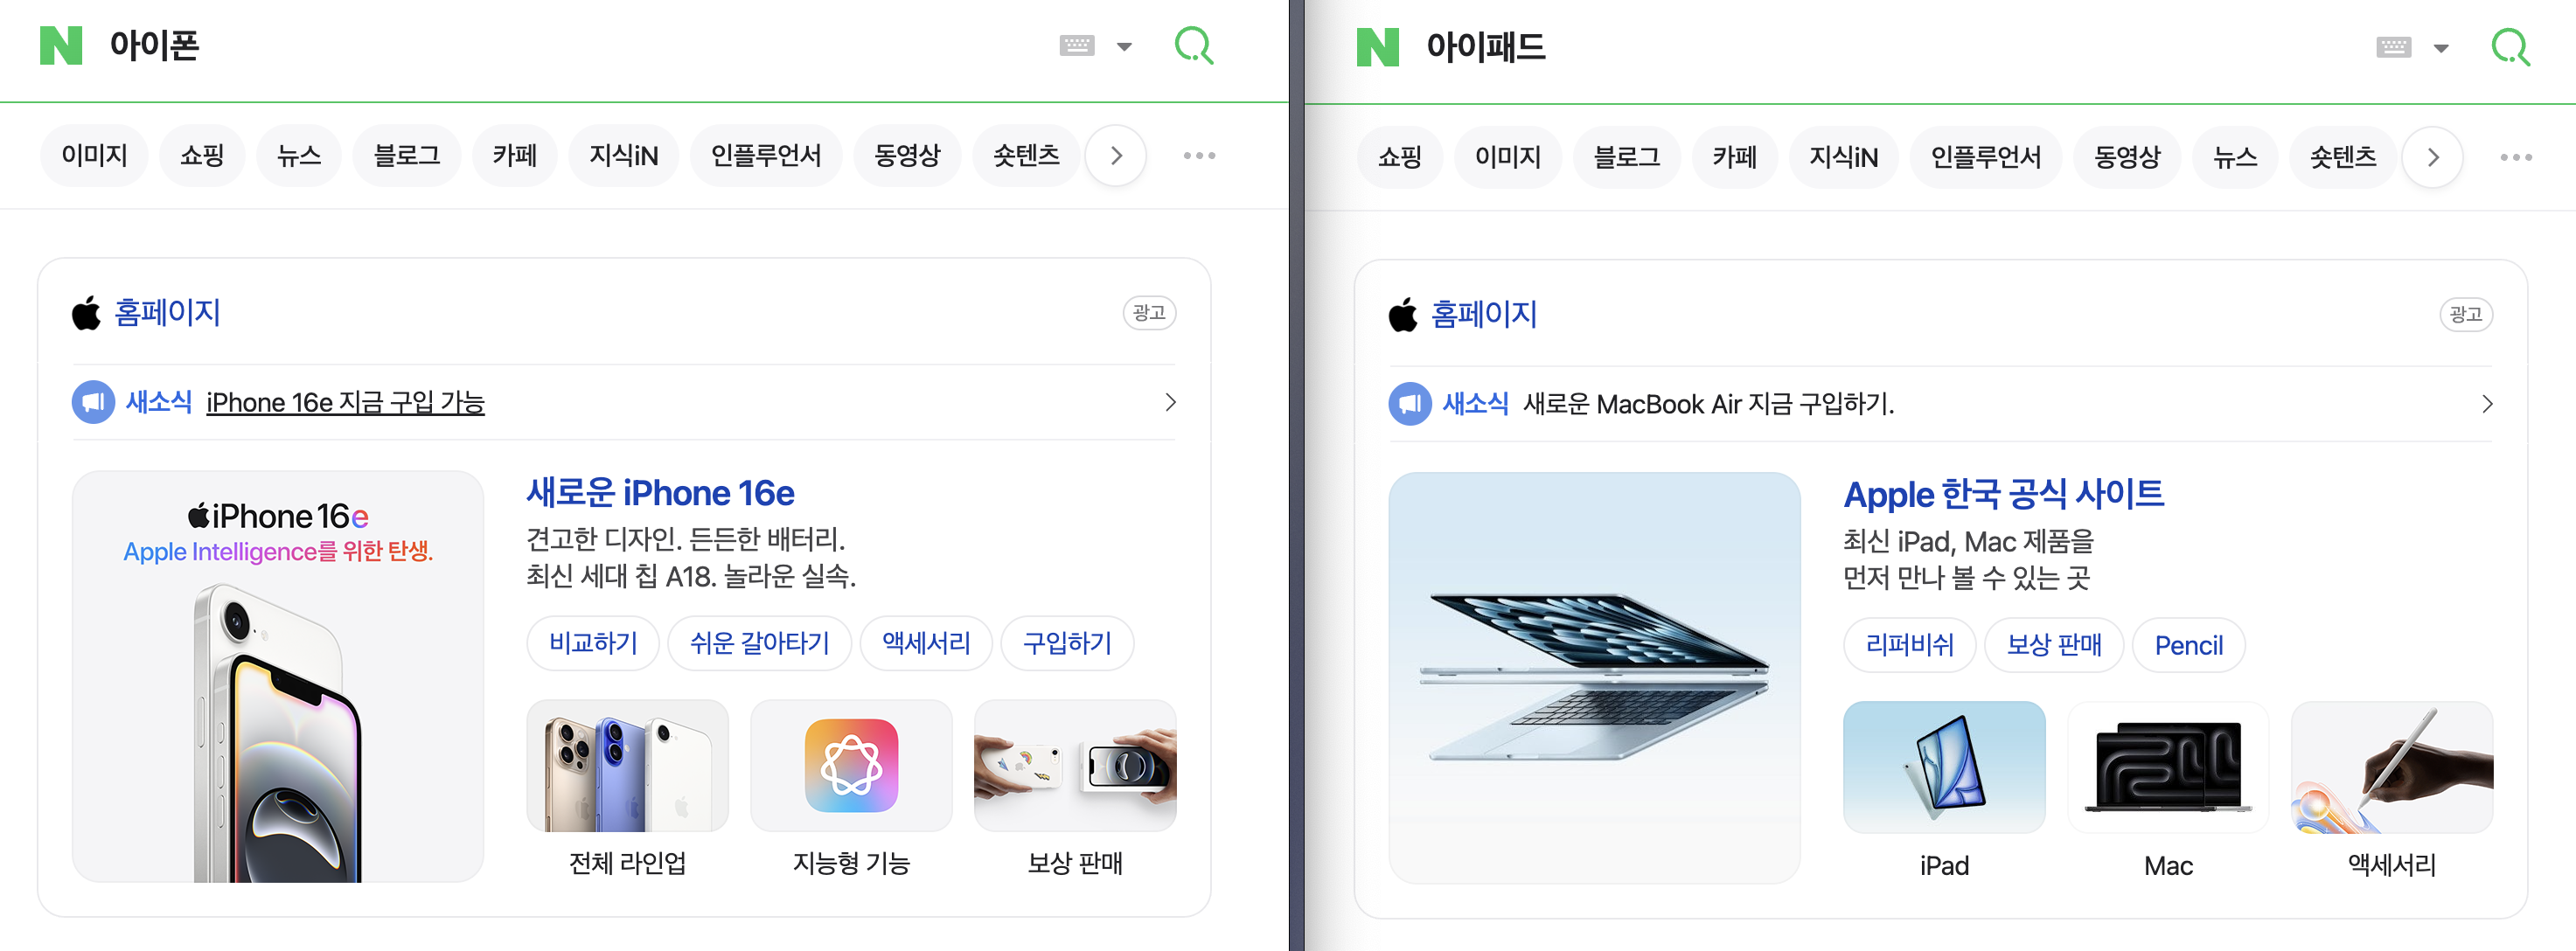 아이폰
이미지 쇼핑 뉴스 블로그 카페 지식iN 인플루언서 동영상 숏텐츠
홈페이지
광고
새소식 iPhone 16e 지금 구입 가능
iPhone 16e
Apple Intelligence를 위한 탄생.
새로운 iPhone 16e
견고한 디자인. 든든한 배터리.
최신 세대 칩 A18. 놀라운 실속.
비교하기 쉬운 갈아타기 액세서리 구입하기
전체 라인업 지능형 기능 보상 판매
아이패드
쇼핑 이미지 블로그 카페 지식iN 인플루언서 동영상 뉴스 숏텐츠
홈페이지
광고
새소식 새로운 MacBook Air 지금 구입하기.
Apple 한국 공식 사이트
최신 iPad, Mac 제품을
먼저 만나 볼 수 있는 곳
리퍼비쉬 보상 판매 Pencil
iPad Mac 액세서리